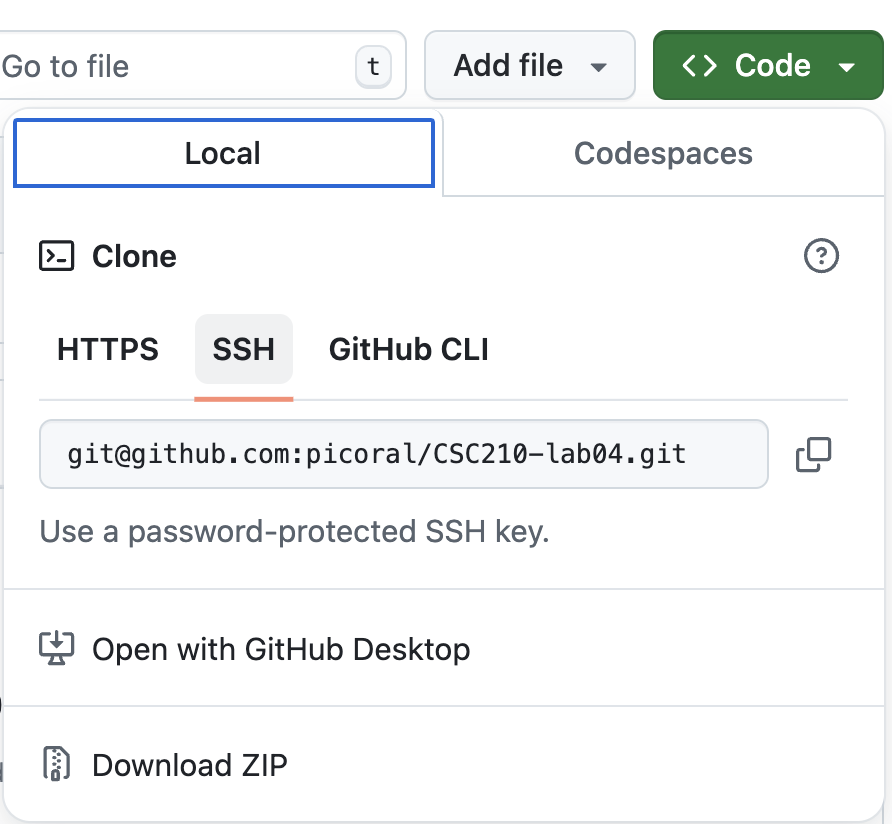 Go to file
t
Add file
Code
Local
Codespaces
Clone
HTTPS
SSH
GitHub CLI
git@github.com:picoral/CSC210-lab04.git
Use a password-protected SSH key.
Open with GitHub Desktop
Download ZIP